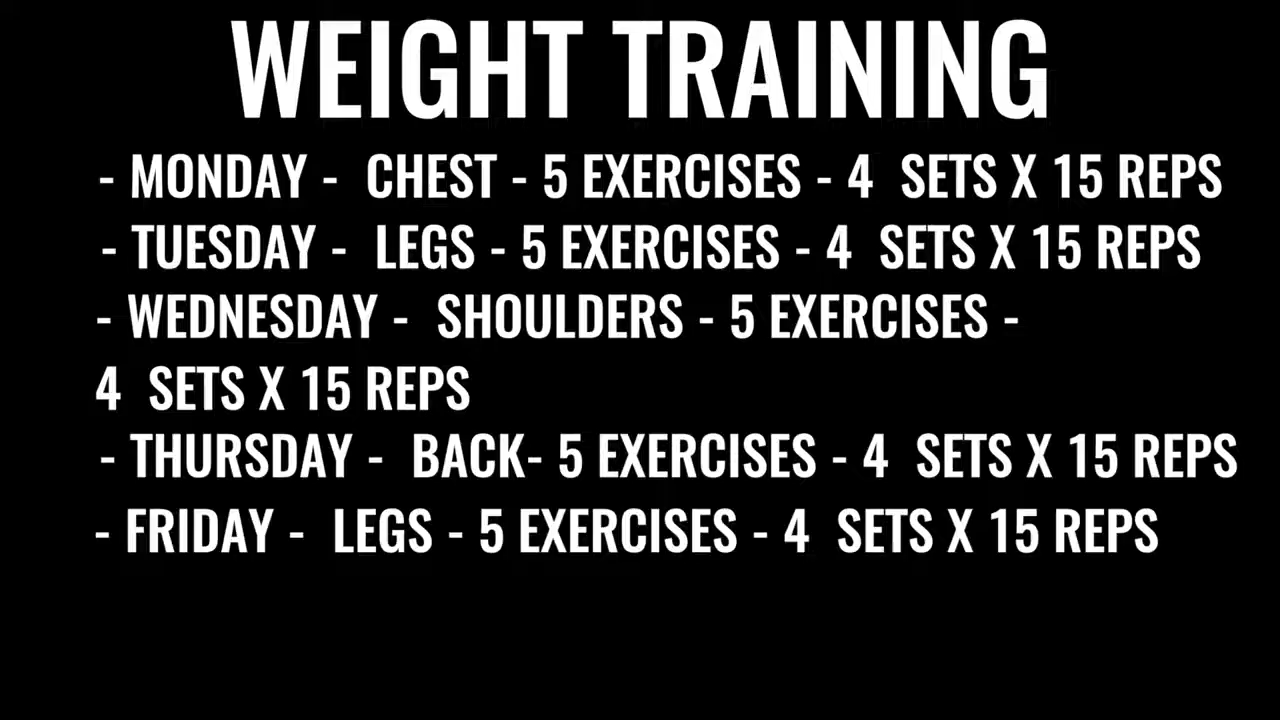 WEIGHT TRAINING
- MONDAY - CHEST - 5 EXERCISES - 4 SETS X 15 REPS
- TUESDAY - LEGS - 5 EXERCISES - 4 SETS X 15 REPS
- WEDNESDAY - SHOULDERS - 5 EXERCISES -
4 SETS X 15 REPS
- THURSDAY - BACK- 5 EXERCISES - 4 SETS X 15 REPS
- FRIDAY - LEGS - 5 EXERCISES - 4 SETS X 15 REPS